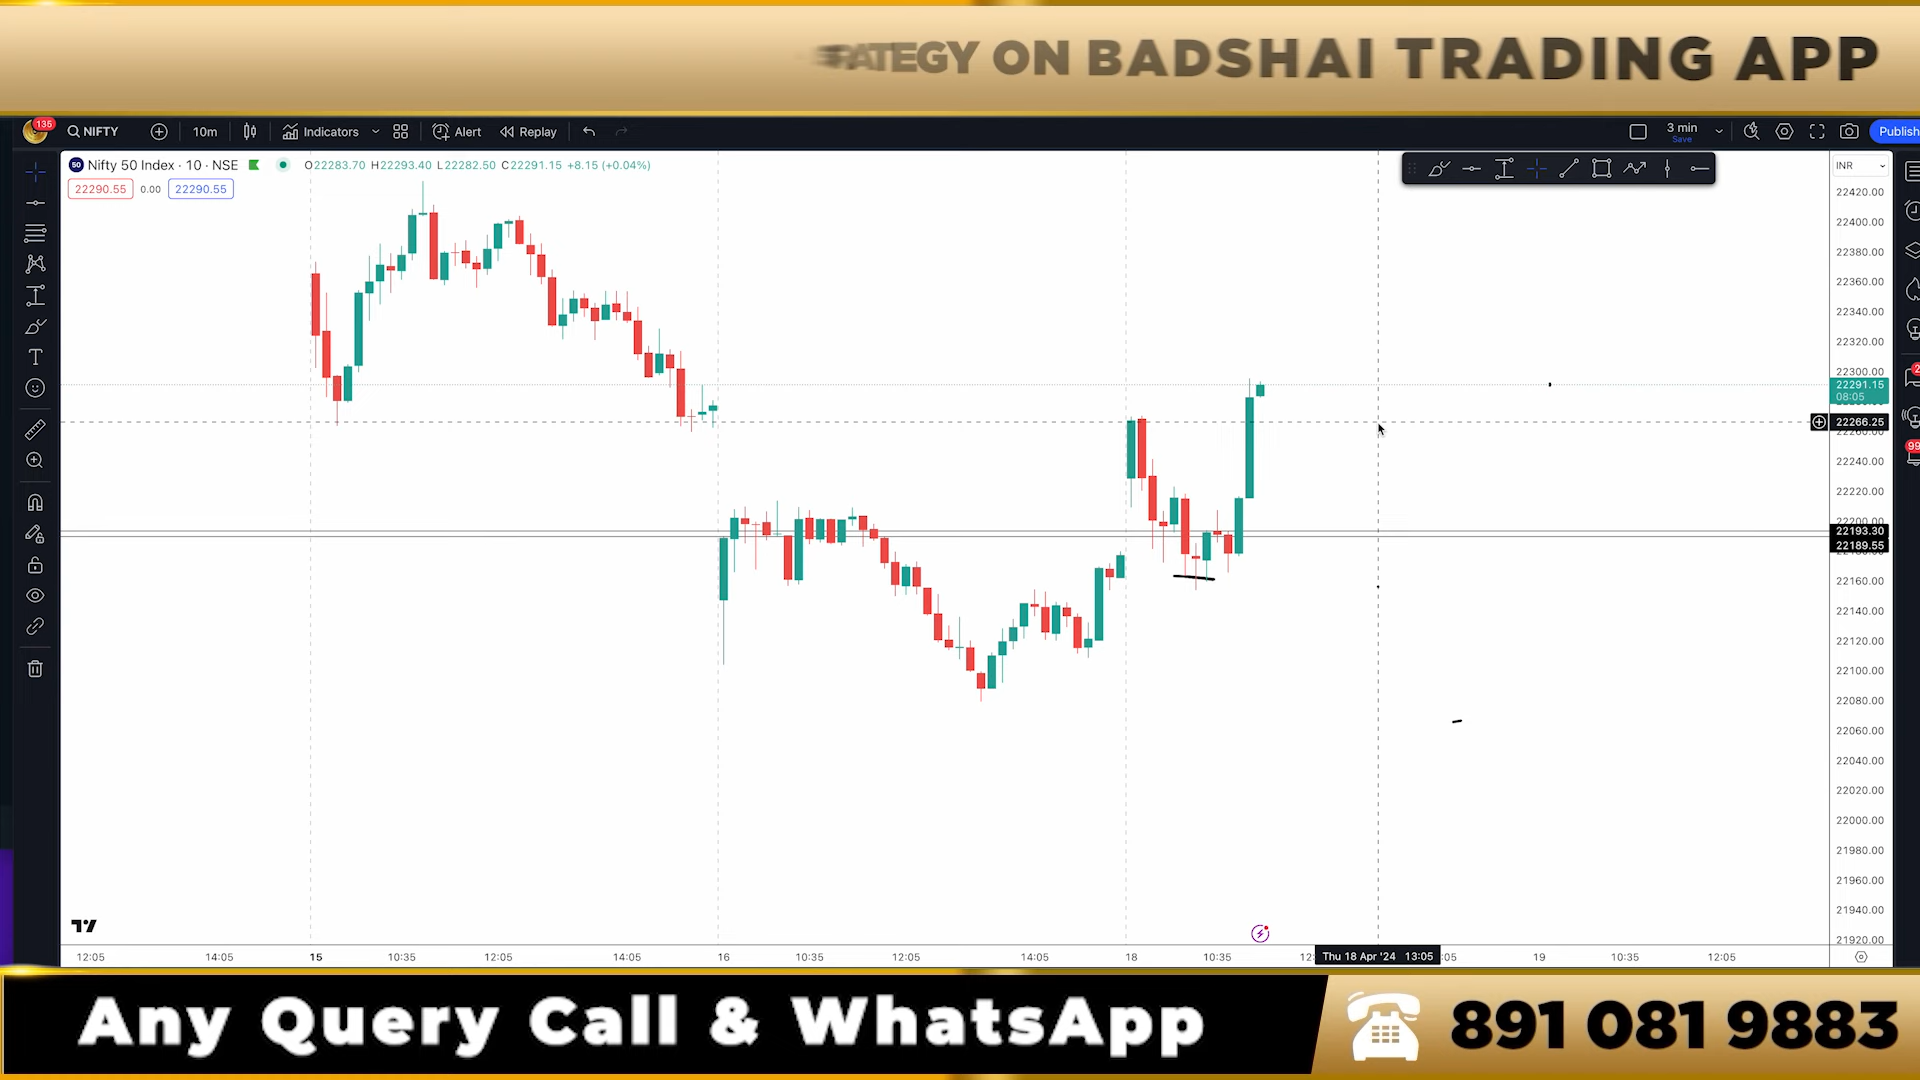 ON BADSHAI TRADING APP
135
NIFTY
10m
Indicators
Alert
Replay
3 min
Save
Publish
50 Nifty 50 Index · 10 · NSE
O22283.70 H22293.40 L22282.50 C22291.15 +8.15 (+0.04%)
INR
22290.55
0.00
22290.55
22420.00
22400.00
22380.00
22360.00
22340.00
22320.00
22300.00
22291.15
08:05
22266.25
22240.00
22220.00
22193.30
22189.55
22160.00
22140.00
22120.00
22100.00
22080.00
22060.00
22040.00
22020.00
22000.00
21980.00
21960.00
21940.00
21920.00
12:05 14:05 15 10:35 12:05 14:05 16 10:35 12:05 14:05 18 10:35 Thu 18 Apr '24 13:05 19 10:35 12:05
Any Query Call & WhatsApp
891 081 9883